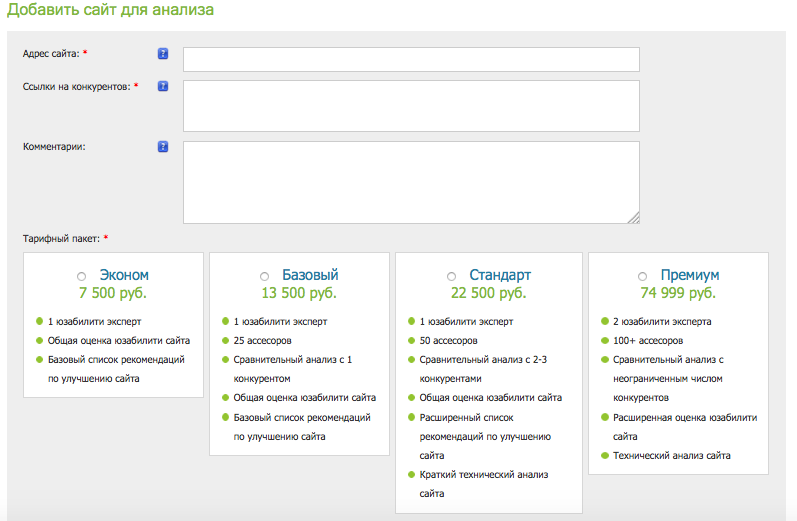 Добавить сайт для анализа
Адрес сайта: * ?
Ссылки на конкурентов: * ?
Комментарии: ?
Тарифный пакет: *
Эконом
7 500 руб.
1 юзабилити эксперт
Общая оценка юзабилити сайта
Базовый список рекомендаций
по улучшению сайта
Базовый
13 500 руб.
1 юзабилити эксперт
25 ассесоров
Сравнительный анализ с 1
конкурентом
Общая оценка юзабилити сайта
Базовый список рекомендаций
по улучшению сайта
Стандарт
22 500 руб.
1 юзабилити эксперт
50 ассесоров
Сравнительный анализ с 2-3
конкурентами
Общая оценка юзабилити сайта
Расширенный список
рекомендаций по улучшению
сайта
Краткий технический анализ
сайта
Премиум
74 999 руб.
2 юзабилити эксперта
100+ ассесоров
Сравнительный анализ с
неограниченным числом
конкурентов
Расширенная оценка юзабилити
сайта
Технический анализ сайта